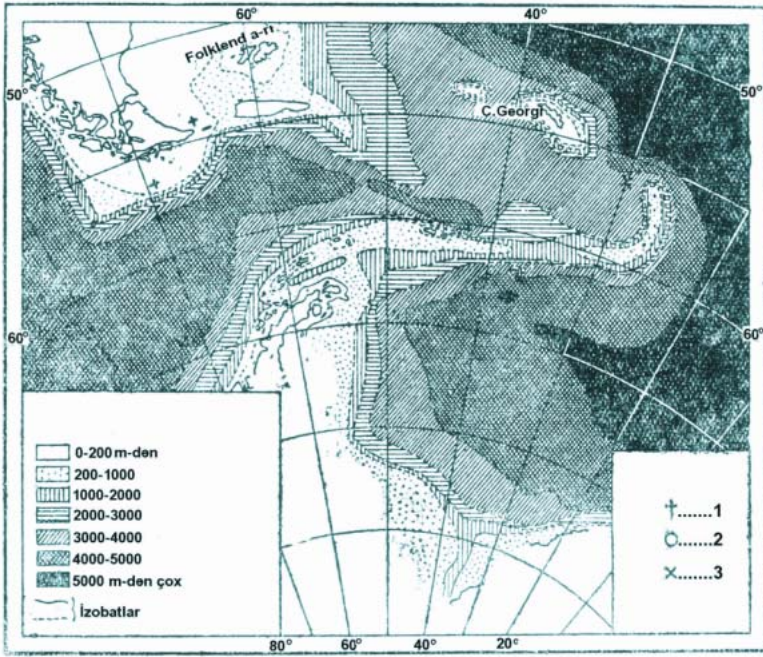 60°
40°
Folklend a-rı
50°
50°
C.Georgi
60°
60°
0-200 m-dən
200-1000
1000-2000
2000-3000
3000-4000
4000-5000
5000 m-dən çox
İzobatlar
†.......1
○.......2
×.......3
80° 60° 40° 20°